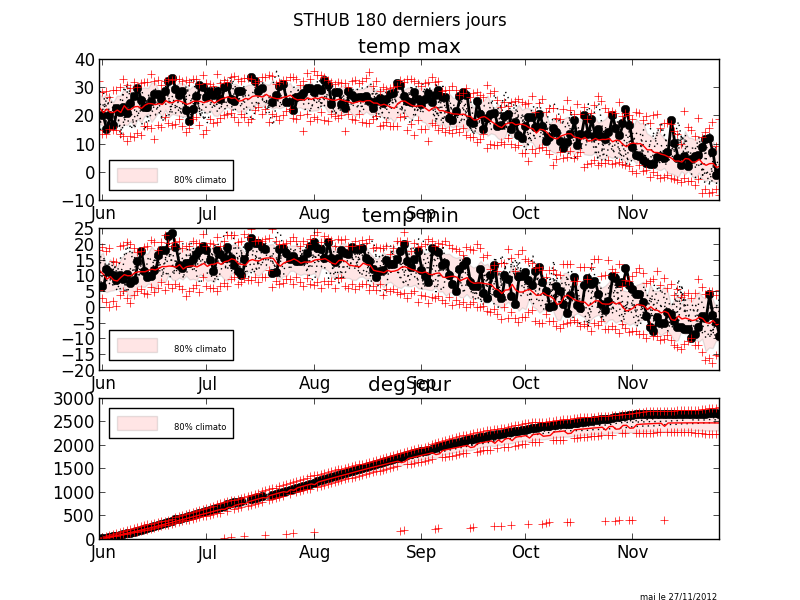 STHUB 180 derniers jours
temp max
40
30
20
10
0
−10
80% climato
Jun Jul Aug Sep Oct Nov
temp min
25
20
15
10
5
0
−5
−10
−15
−20
80% climato
Jun Jul Aug Sep Oct Nov
deg jour
3000
2500
2000
1500
1000
500
0
80% climato
Jun Jul Aug Sep Oct Nov
maj le 27/11/2012